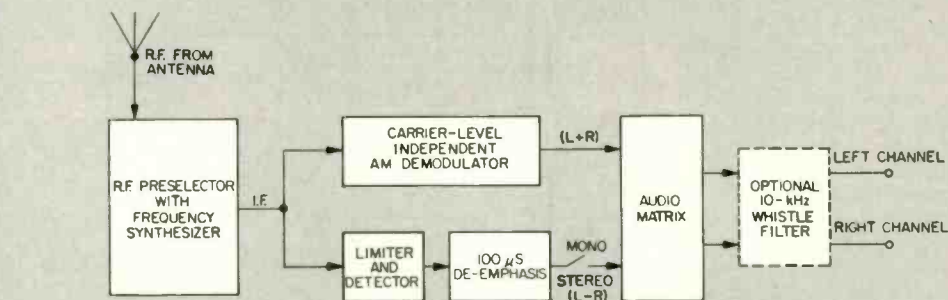 R.F. FROM
ANTENNA
R.F. PRESELECTOR
WITH
FREQUENCY
SYNTHESIZER
I.F.
CARRIER-LEVEL
INDEPENDENT
AM DEMODULATOR
(L+R)
LIMITER
AND
DETECTOR
100 µS
DE-EMPHASIS
MONO
STEREO
(L-R)
AUDIO
MATRIX
OPTIONAL
10-kHz
WHISTLE
FILTER
LEFT CHANNEL
RIGHT CHANNEL